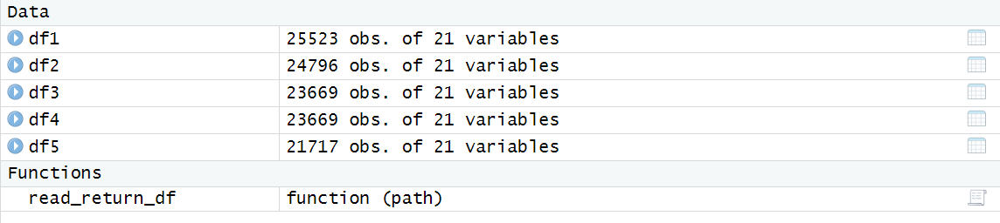 Data
df1 25523 obs. of 21 variables
df2 24796 obs. of 21 variables
df3 23669 obs. of 21 variables
df4 23669 obs. of 21 variables
df5 21717 obs. of 21 variables
Functions
read_return_df function (path)